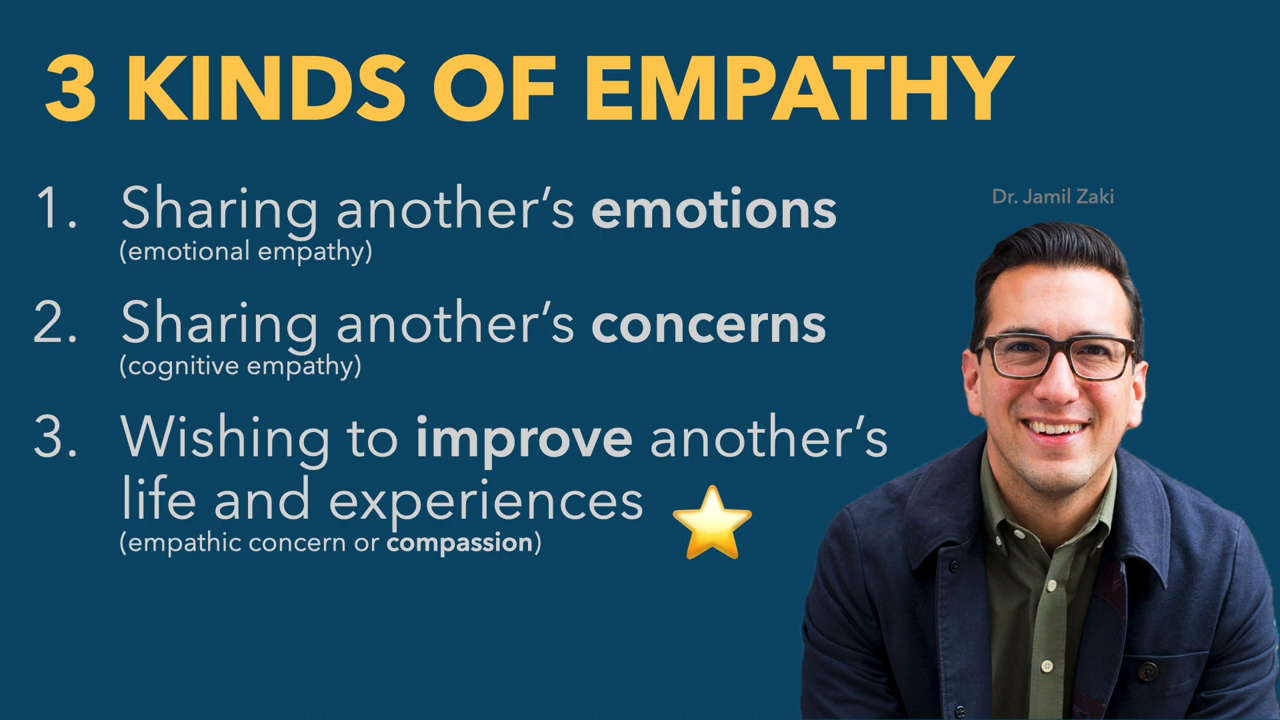 3 KINDS OF EMPATHY
1. Sharing another’s emotions
(emotional empathy)
2. Sharing another’s concerns
(cognitive empathy)
3. Wishing to improve another’s
life and experiences
(empathic concern or compassion)
Dr. Jamil Zaki